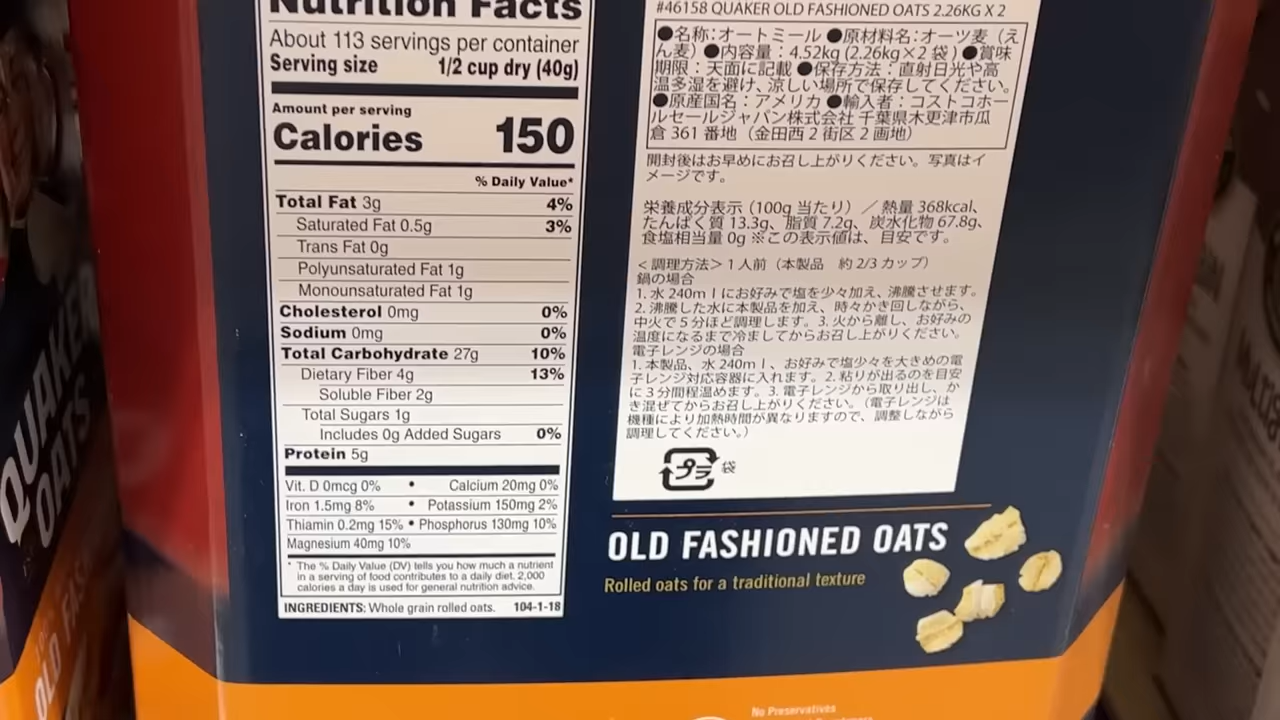 Nutrition Facts
About 113 servings per container
Serving size 1/2 cup dry (40g)
Amount per serving
Calories 150
% Daily Value*
Total Fat 3g 4%
Saturated Fat 0.5g 3%
Trans Fat 0g
Polyunsaturated Fat 1g
Monounsaturated Fat 1g
Cholesterol 0mg 0%
Sodium 0mg 0%
Total Carbohydrate 27g 10%
Dietary Fiber 4g 13%
Soluble Fiber 2g
Total Sugars 1g
Includes 0g Added Sugars 0%
Protein 5g
Vit. D 0mcg 0% • Calcium 20mg 0%
Iron 1.5mg 8% • Potassium 150mg 2%
Thiamin 0.2mg 15% • Phosphorus 130mg 10%
Magnesium 40mg 10%
* The % Daily Value (DV) tells you how much a nutrient
in a serving of food contributes to a daily diet. 2,000
calories a day is used for general nutrition advice.
INGREDIENTS: Whole grain rolled oats. 104-1-18
#46158 QUAKER OLD FASHIONED OATS 2.26KG X 2
●名称:オートミール ●原材料名:オーツ麦(え
ん麦)●内容量:4.52kg (2.26kg×2 袋)●賞味
期限:天面に記載 ●保存方法:直射日光や高
温多湿を避け、涼しい場所で保存してください。
●原産国名:アメリカ ●輸入者:コストコホー
ルセールジャパン株式会社 千葉県木更津市瓜
倉 361 番地(金田西 2 街区 2 画地)
開封後はお早めにお召し上がりください。写真はイ
メージです。
栄養成分表示(100g 当たり)/ 熱量 368kcal、
たんぱく質 13.3g、脂質 7.2g、炭水化物 67.8g、
食塩相当量 0g ※この表示値は、目安です。
<調理方法> 1 人前(本製品 約 2/3 カップ)
鍋の場合
1. 水 240mlにお好みで塩を少々加え、沸騰させます。
2. 沸騰した水に本製品を加え、時々かき回しながら、
中火で 5 分ほど調理します。3. 火から離し、お好みの
温度になるまで冷ましてからお召し上がりください。
電子レンジの場合
1. 本製品、水 240ml、お好みで塩少々を大きめの電
子レンジ対応容器に入れます。2. 粘りが出るのを目安
に 3 分間程温めます。3. 電子レンジから取り出し、か
き混ぜてからお召し上がりください。(電子レンジは
機種により加熱時間が異なりますので、調整しながら
調理してください。)
プラ 袋
OLD FASHIONED OATS
Rolled oats for a traditional texture
No Preservatives
QUAKER
OATS
OLD